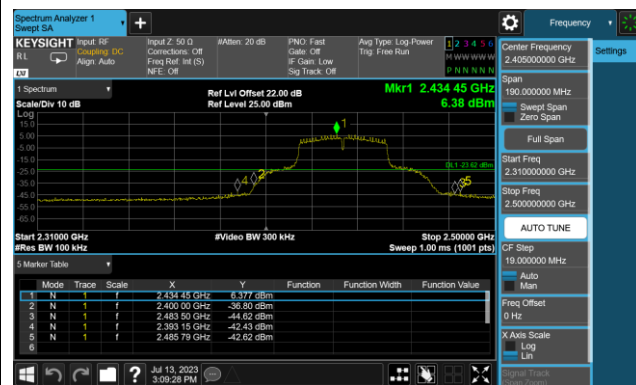 Spectrum Analyzer 1
Swept SA
Frequency
KEYSIGHT Input: RF
RL
Coupling: DC
Align: Auto
LXI
Input Z: 50 Ω
Corrections: Off
Freq Ref: Int (S)
NFE: Off
#Atten: 20 dB
PNO: Fast
Gate: Off
IF Gain: Low
Sig Track: Off
Avg Type: Log-Power
Trig: Free Run
1 2 3 4 5 6
M W W W W W
P N N N N N
Center Frequency
2.405000000 GHz
Settings
1 Spectrum
Scale/Div 10 dB
Ref Lvl Offset 22.00 dB
Ref Level 25.00 dBm
Mkr1 2.434 45 GHz
6.38 dBm
Span
190.000000 MHz
Swept Span
Zero Span
Full Span
Start Freq
2.310000000 GHz
Stop Freq
2.500000000 GHz
AUTO TUNE
CF Step
19.000000 MHz
Auto
Man
Freq Offset
0 Hz
X Axis Scale
Log
Lin
Signal Track
(Span Zoom)
Log
15.0
5.00
-5.00
-15.0
-25.0
-35.0
-45.0
-55.0
-65.0
1
DL1 -23.62 dBm
4
2
3
5
Start 2.31000 GHz
#Res BW 100 kHz
#Video BW 300 kHz
Stop 2.50000 GHz
Sweep 1.00 ms (1001 pts)
5 Marker Table
Mode Trace Scale X Y Function Function Width Function Value
1 N 1 f 2.434 45 GHz 6.377 dBm
2 N 1 f 2.400 00 GHz -36.80 dBm
3 N 1 f 2.483 50 GHz -44.62 dBm
4 N 1 f 2.393 15 GHz -42.43 dBm
5 N 1 f 2.485 79 GHz -42.62 dBm
6
?
Jul 13, 2023
3:09:28 PM